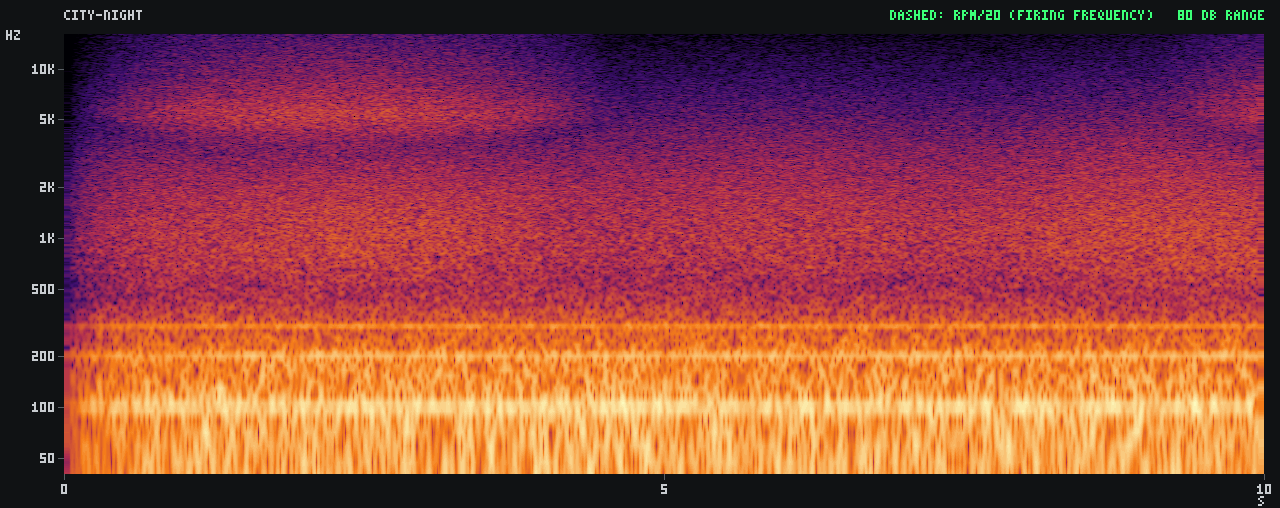 CITY-NIGHT
DASHED: RPM/20 (FIRING FREQUENCY) 80 DB RANGE
HZ
10K
5K
2K
1K
500
200
100
50
0 5 10
S